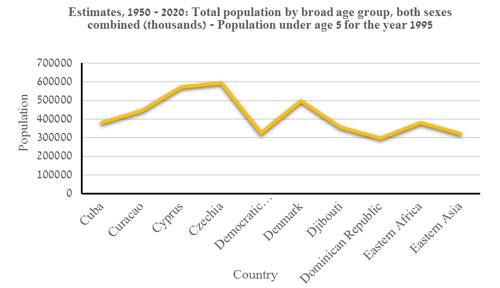 Estimates, 1950 - 2020: Total population by broad age group, both sexes
combined (thousands) - Population under age 5 for the year 1995
700000
600000
500000
400000
300000
200000
100000
0
Population
Cuba
Curacao
Cyprus
Czechia
Democratic...
Denmark
Djibouti
Dominican Republic
Eastern Africa
Eastern Asia
Country